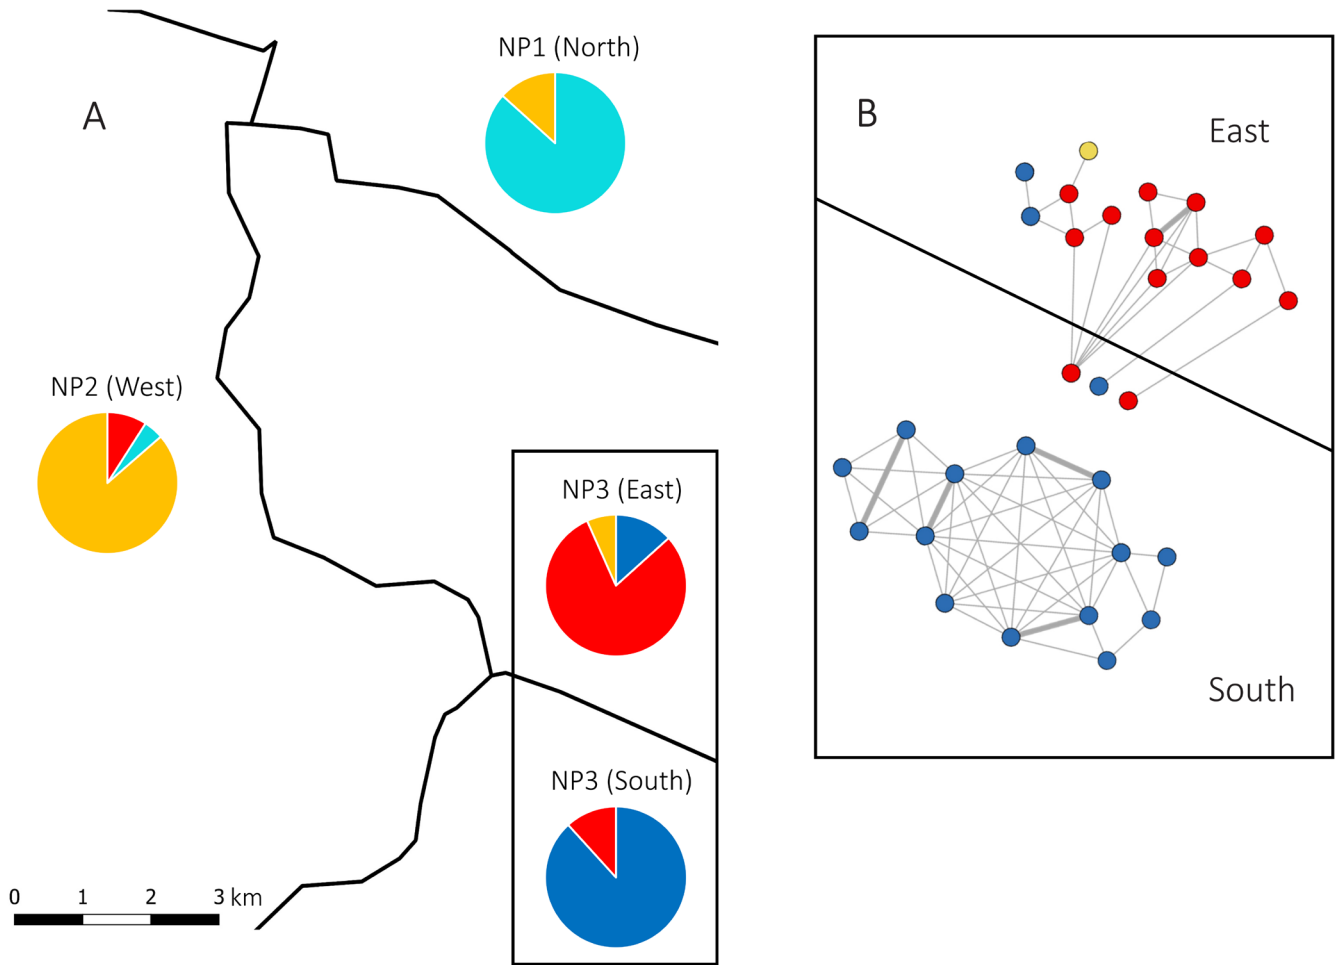 NP1 (North)
A
B
East
NP2 (West)
NP3 (East)
South
NP3 (South)
0 1 2 3 km